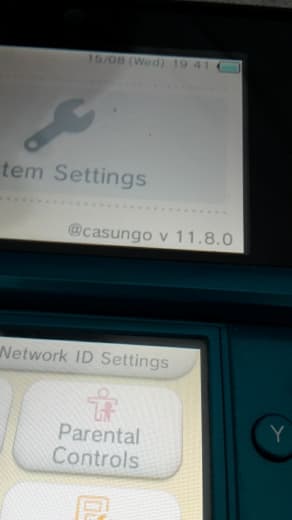 15/08 (Wed) 19 41
tem Settings
@casungo v 11.8.0
Network ID Settings
Parental
Controls
Y